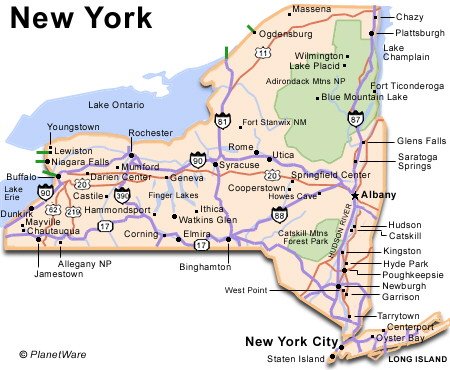 New York
Massena
Chazy
Ogdensburg
Plattsburgh
Lake
Champlain
11
Wilmington
Lake Placid
Adirondack Mtns NP
Fort Ticonderoga
Blue Mountain Lake
Lake Ontario
81
87
Youngstown
Rochester
Fort Stanwix NM
Glens Falls
Lewiston
Rome
Utica
Niagara Falls
Mumford
90
Syracuse
Saratoga
Springs
Buffalo
Darien Center
Geneva
20
Springfield Center
Lake
Erie
90
20
Castile
390
Finger Lakes
Cooperstown
20
Howes Cave
Albany
Dunkirk
62
219
Hammondsport
Ithica
88
Mayville
Chautauqua
17
Watkins Glen
Catskill Mtns
Forest Park
HUDSON RIVER
Hudson
Catskill
Corning
Elmira
17
Kingston
Allegany NP
Jamestown
Binghamton
Hyde Park
Poughkeepsie
West Point
Newburgh
Garrison
Tarrytown
New York City
Centerport
Oyster Bay
Staten Island
LONG ISLAND
© PlanetWare